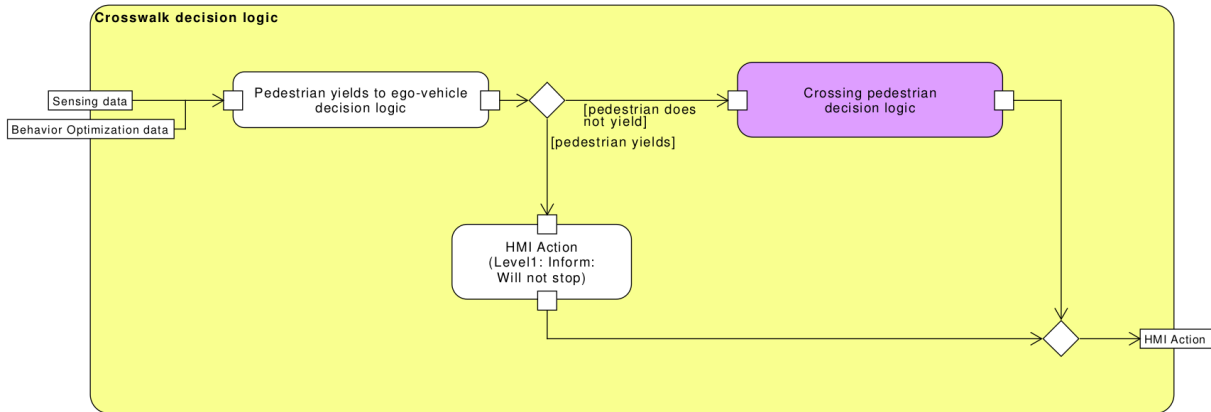 Crosswalk decision logic
Sensing data
Behavior Optimization data
Pedestrian yields to ego-vehicle
decision logic
[pedestrian does
not yield]
[pedestrian yields]
Crossing pedestrian
decision logic
HMI Action
(Level1: Inform:
Will not stop)
HMI Action